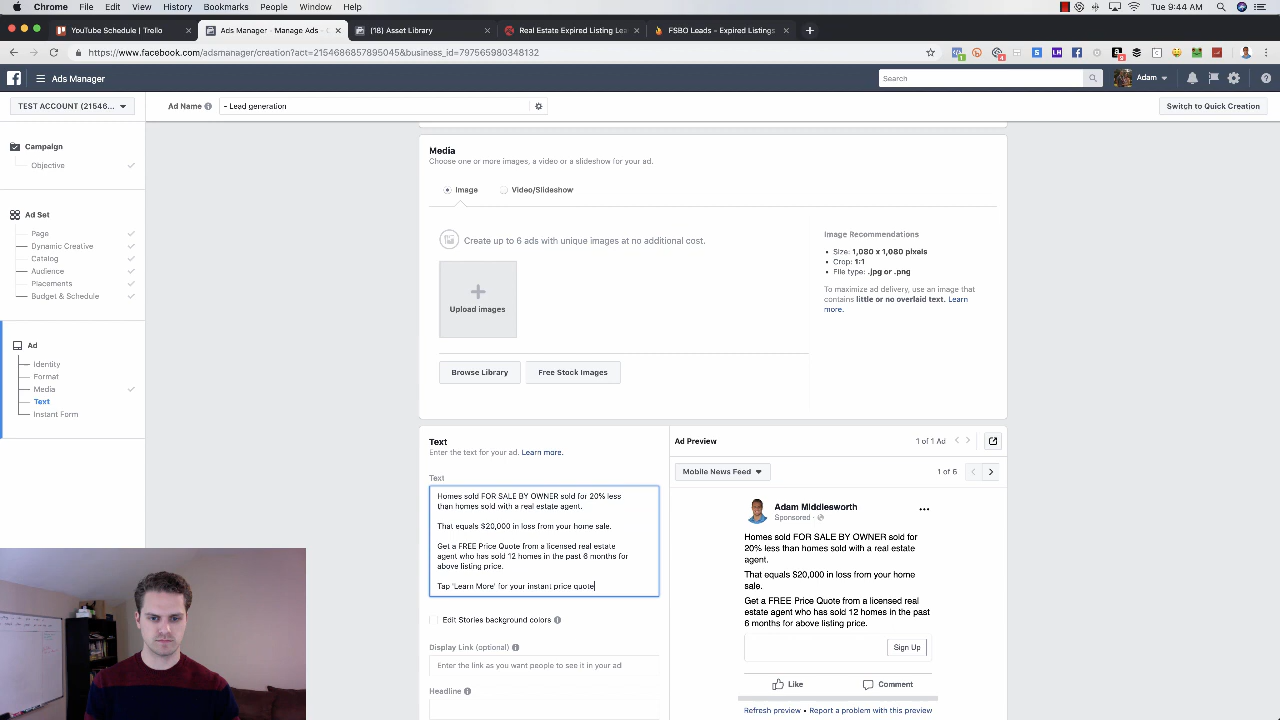 Chrome File Edit View History Bookmarks People Window Help
Tue 9:44 AM
YouTube Schedule | Trello
Ads Manager - Manage Ads - C
(18) Asset Library
Real Estate Expired Listing Lea
FSBO Leads – Expired Listings
https://www.facebook.com/adsmanager/creation?act=2154686857895045&business_id=797565980348132
Ads Manager
Search
Adam
TEST ACCOUNT (21546...
Ad Name
- Lead generation
Switch to Quick Creation
Campaign
Objective
Ad Set
Page
Dynamic Creative
Catalog
Audience
Placements
Budget & Schedule
Ad
Identity
Format
Media
Text
Instant Form
Media
Choose one or more images, a video or a slideshow for your ad.
Image
Video/Slideshow
Create up to 6 ads with unique images at no additional cost.
Upload images
Image Recommendations
• Size: 1,080 x 1,080 pixels
• Crop: 1:1
• File type: .jpg or .png
To maximize ad delivery, use an image that
contains little or no overlaid text. Learn
more.
Browse Library
Free Stock Images
Text
Enter the text for your ad. Learn more.
Text
Homes sold FOR SALE BY OWNER sold for 20% less
than homes sold with a real estate agent.
That equals $20,000 in loss from your home sale.
Get a FREE Price Quote from a licensed real estate
agent who has sold 12 homes in the past 6 months for
above listing price.
Tap 'Learn More' for your instant price quote
Edit Stories background colors
Display Link (optional)
Enter the link as you want people to see it in your ad
Headline
Ad Preview
1 of 1 Ad
Mobile News Feed
1 of 6
Adam Middlesworth
Sponsored ·
Homes sold FOR SALE BY OWNER sold for
20% less than homes sold with a real estate
agent.
That equals $20,000 in loss from your home
sale.
Get a FREE Price Quote from a licensed real
estate agent who has sold 12 homes in the past
6 months for above listing price.
Sign Up
Like
Comment
Refresh preview • Report a problem with this preview